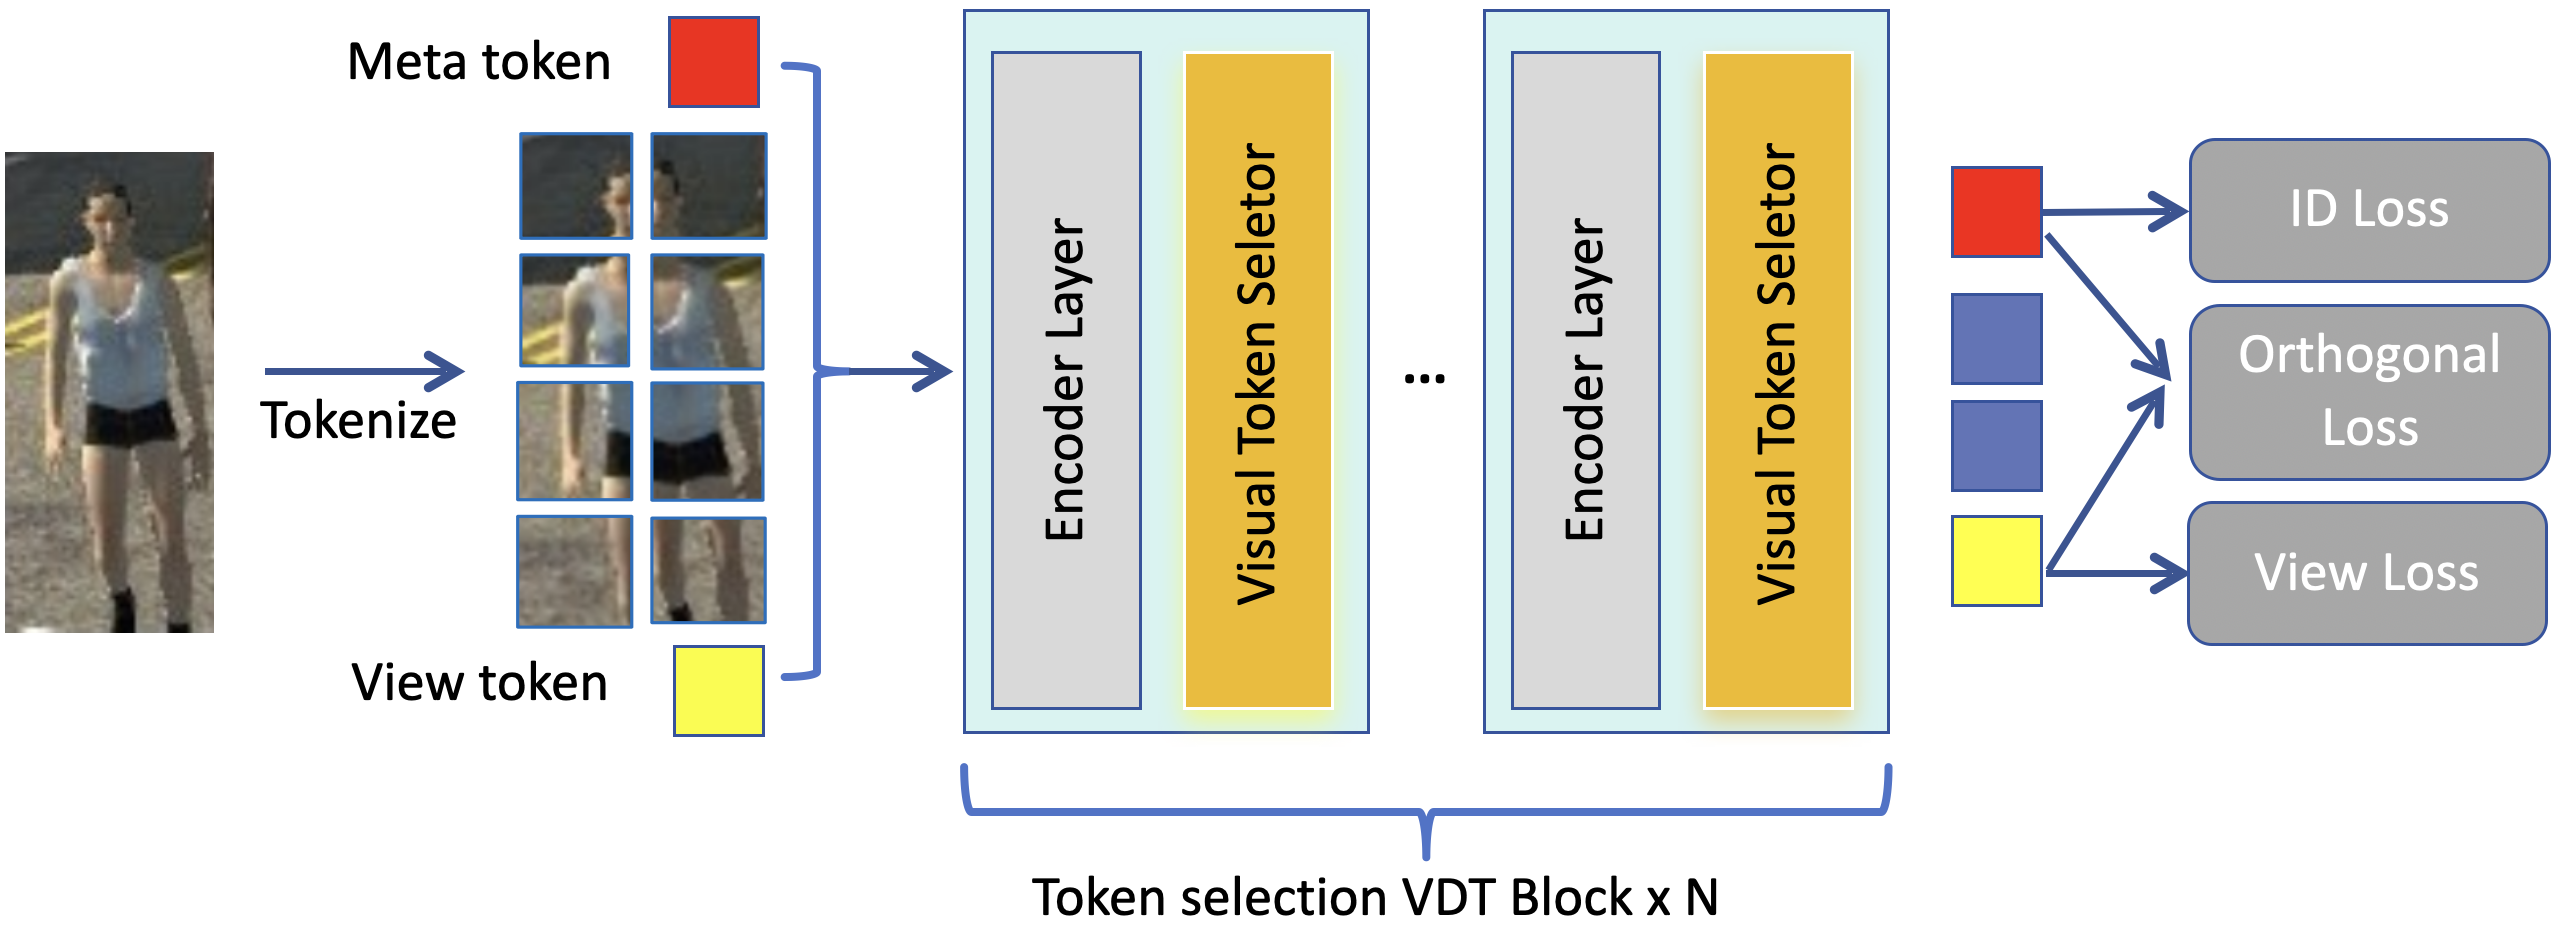 Meta token
Tokenize
View token
Encoder Layer
Visual Token Seletor
...
Encoder Layer
Visual Token Seletor
ID Loss
Orthogonal
Loss
View Loss
Token selection VDT Block x N